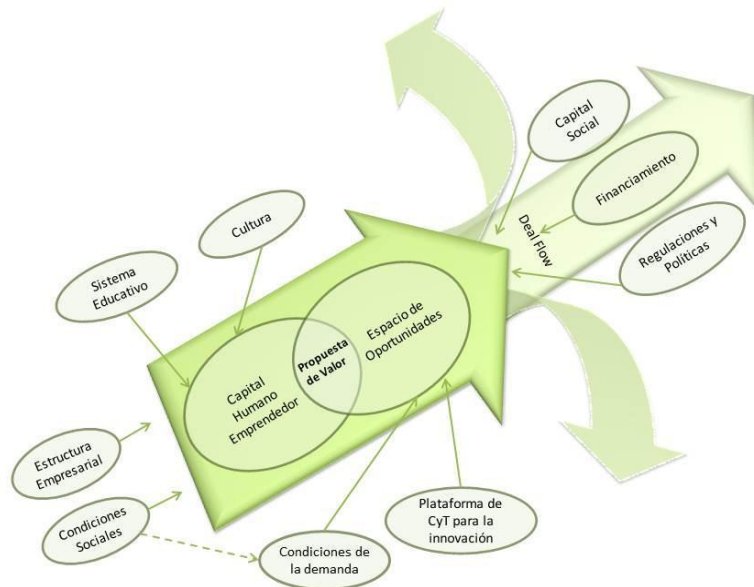 Capital
Social
Financiamiento
Deal Flow
Regulaciones y
Políticas
Cultura
Sistema
Educativo
Espacio de
Oportunidades
Propuesta
de Valor
Capital
Humano
Emprendedor
Estructura
Empresarial
Condiciones
Sociales
Condiciones de
la demanda
Plataforma de
CyT para la
innovación